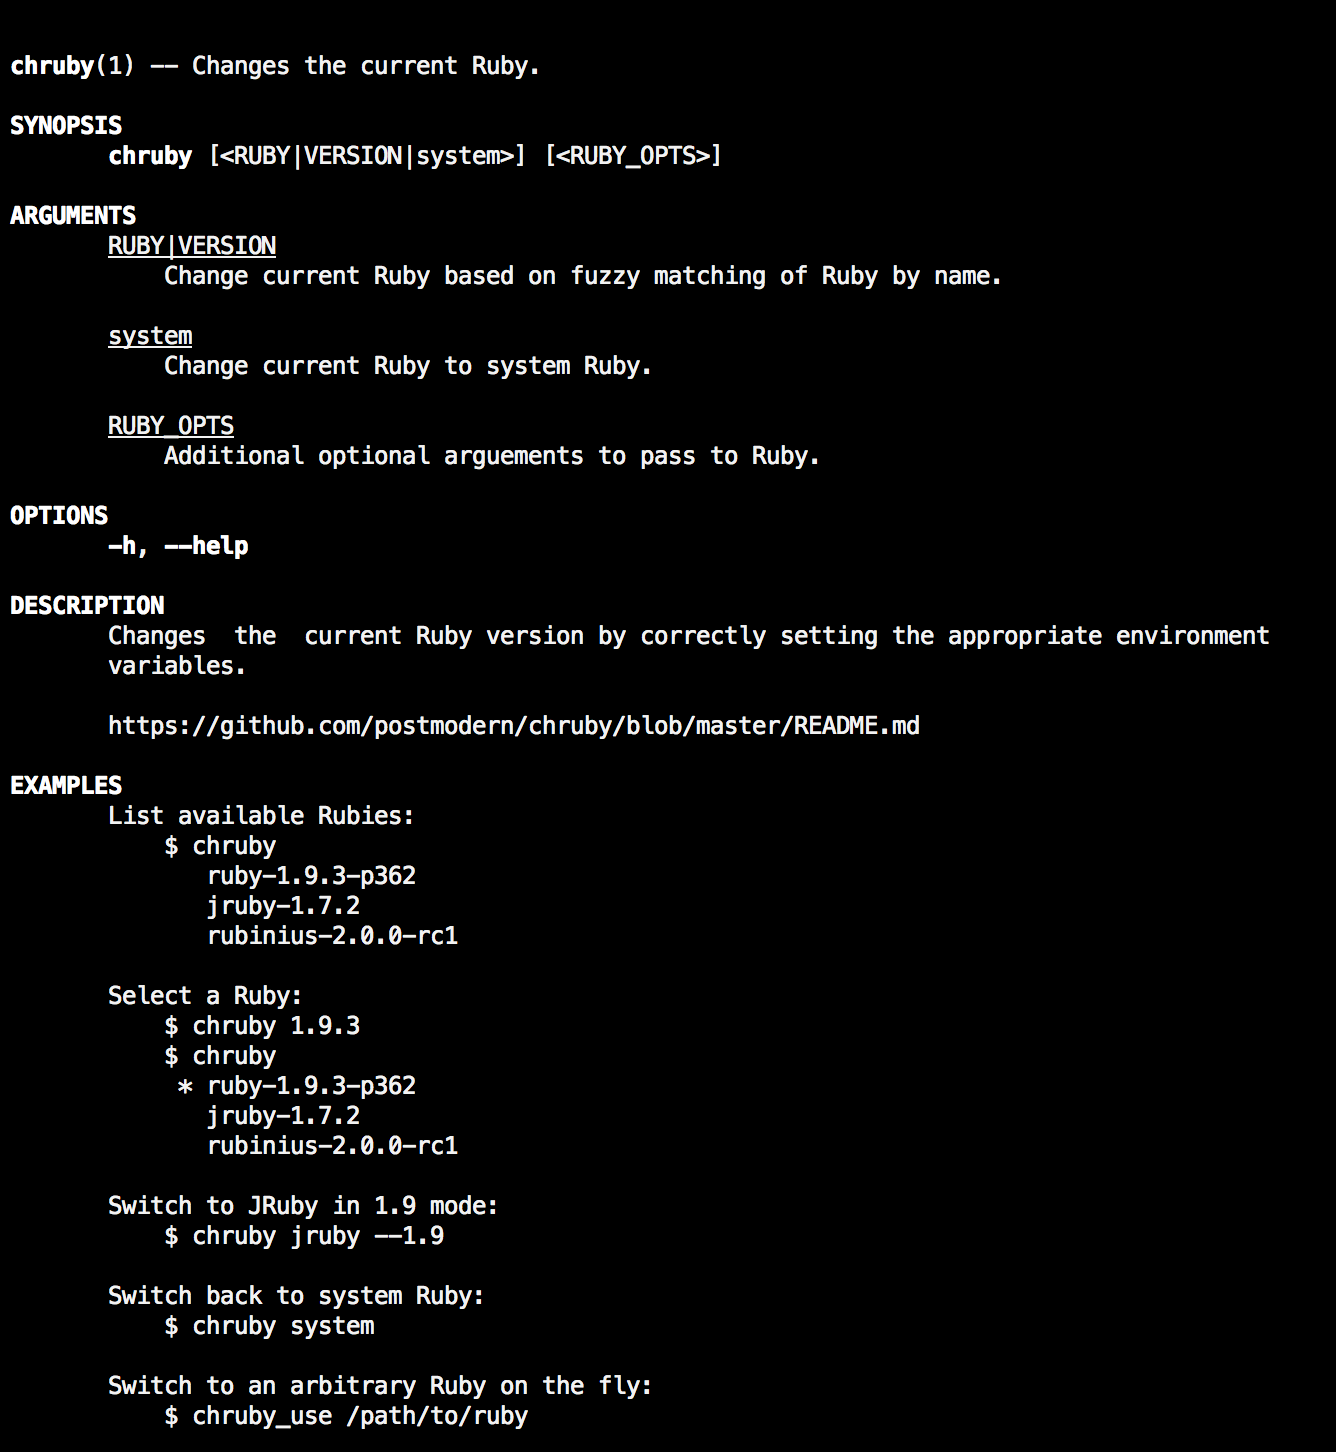 chruby(1) -- Changes the current Ruby.
SYNOPSIS
chruby [<RUBY|VERSION|system>] [<RUBY_OPTS>]
ARGUMENTS
RUBY|VERSION
Change current Ruby based on fuzzy matching of Ruby by name.
system
Change current Ruby to system Ruby.
RUBY_OPTS
Additional optional arguements to pass to Ruby.
OPTIONS
-h, --help
DESCRIPTION
Changes  the  current Ruby version by correctly setting the appropriate environment
variables.
https://github.com/postmodern/chruby/blob/master/README.md
EXAMPLES
List available Rubies:
$ chruby
ruby-1.9.3-p362
jruby-1.7.2
rubinius-2.0.0-rc1
Select a Ruby:
$ chruby 1.9.3
$ chruby
* ruby-1.9.3-p362
jruby-1.7.2
rubinius-2.0.0-rc1
Switch to JRuby in 1.9 mode:
$ chruby jruby --1.9
Switch back to system Ruby:
$ chruby system
Switch to an arbitrary Ruby on the fly:
$ chruby_use /path/to/ruby